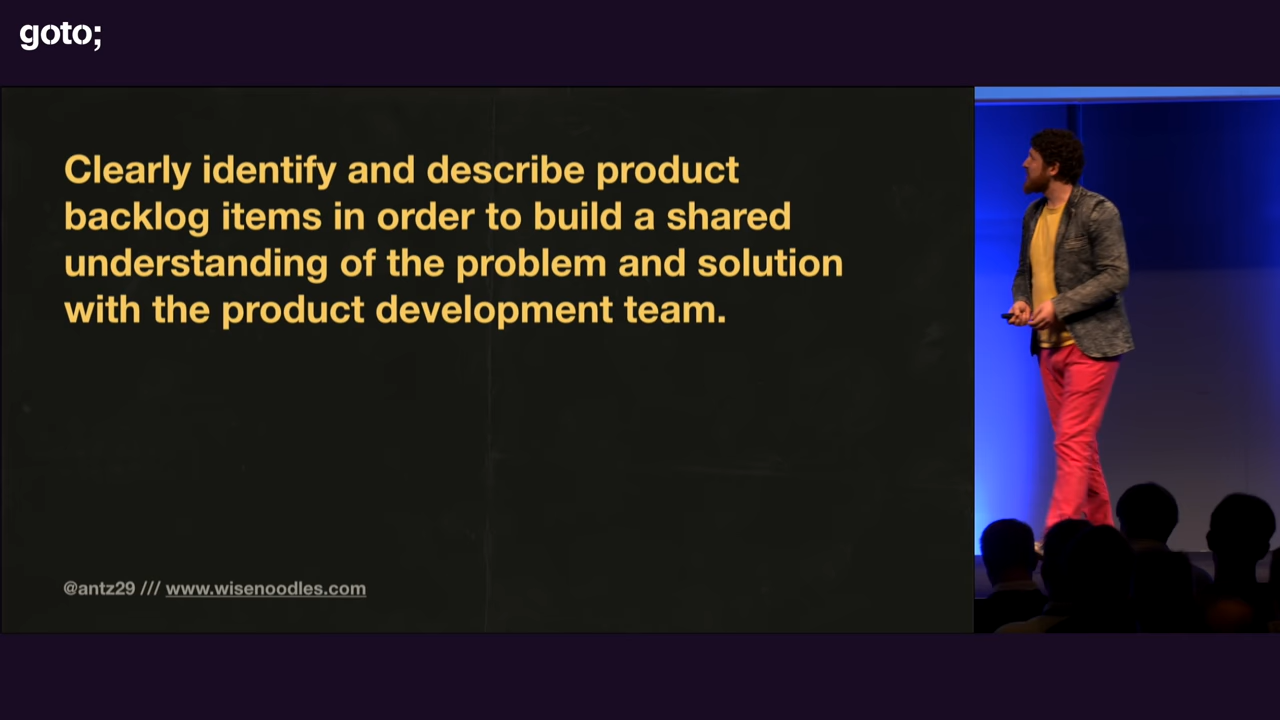 goto;
Clearly identify and describe product
backlog items in order to build a shared
understanding of the problem and solution
with the product development team.
@antz29 /// www.wisenoodles.com